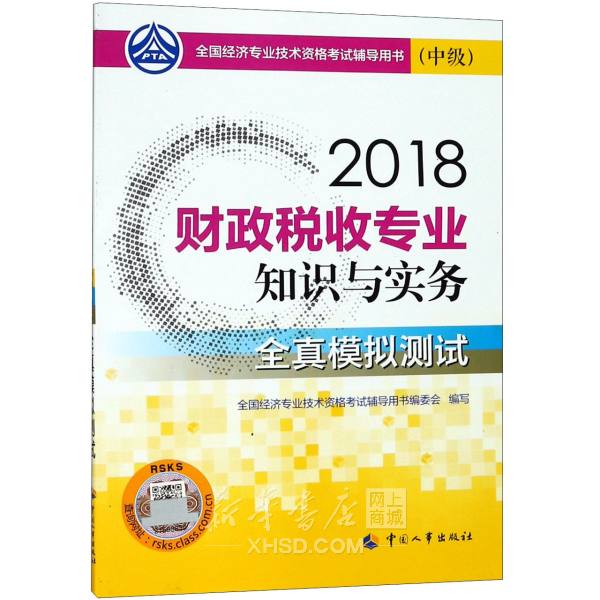 PTA
全国经济专业技术资格考试辅导用书（中级）
2018
财政税收专业
知识与实务
全真模拟测试
全国经济专业技术资格考试辅导用书编委会 编写
RSKS
查询网址：rsks.class.com.cn
新华书店
网上
商城
XHSD.COM
中国人事出版社